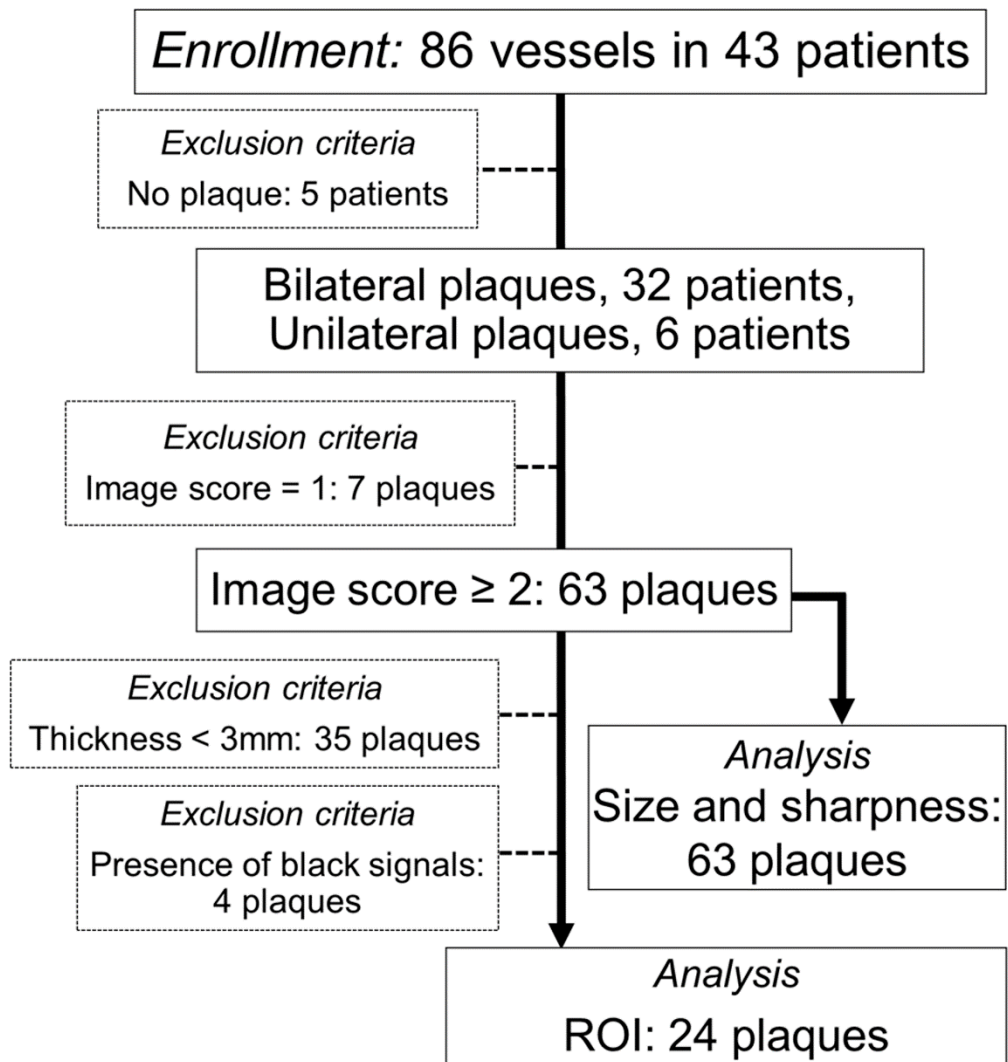 Enrollment: 86 vessels in 43 patients
Exclusion criteria
No plaque: 5 patients
Bilateral plaques, 32 patients,
Unilateral plaques, 6 patients
Exclusion criteria
Image score = 1: 7 plaques
Image score ≥ 2: 63 plaques
Exclusion criteria
Thickness < 3mm: 35 plaques
Analysis
Size and sharpness:
63 plaques
Exclusion criteria
Presence of black signals:
4 plaques
Analysis
ROI: 24 plaques